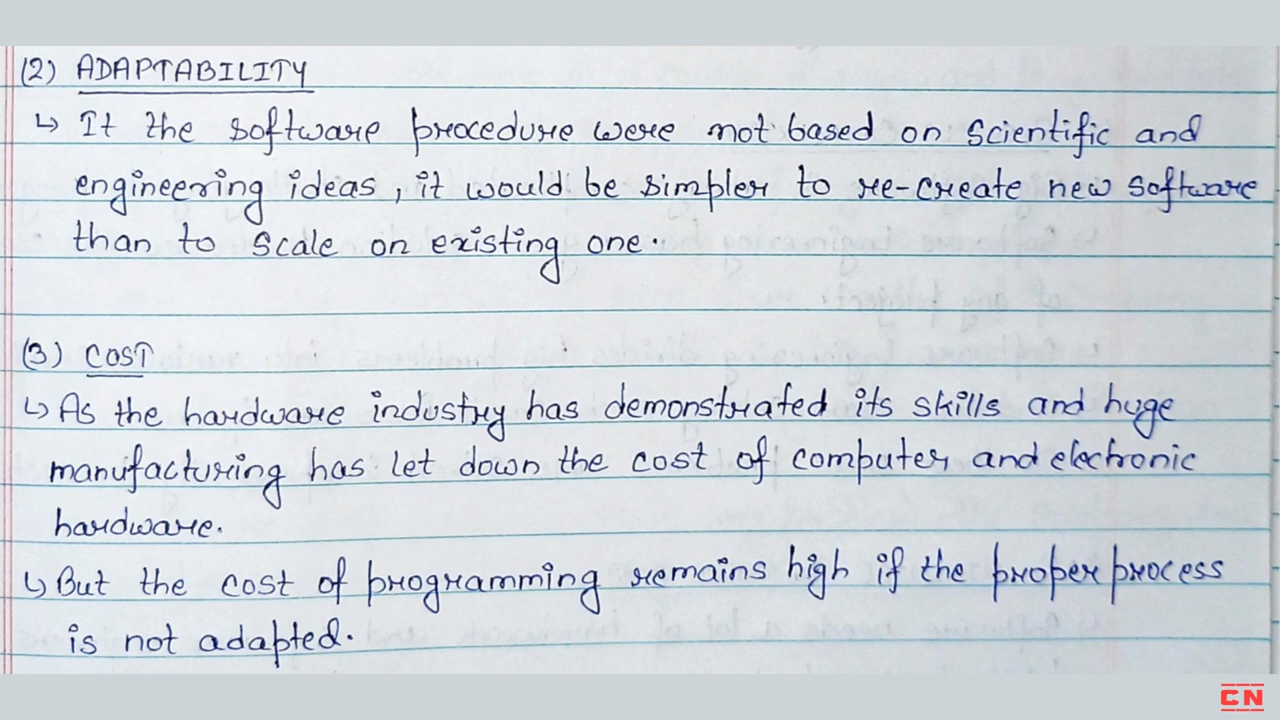 (2) ADAPTABILITY
↳ If the software procedure were not based on scientific and
engineering ideas, it would be simpler to re-create new software
than to scale on existing one.
(3) COST
↳ As the hardware industry has demonstrated its skills and huge
manufacturing has let down the cost of computer and electronic
hardware.
↳ But the cost of programming remains high if the proper process
is not adapted.
CN